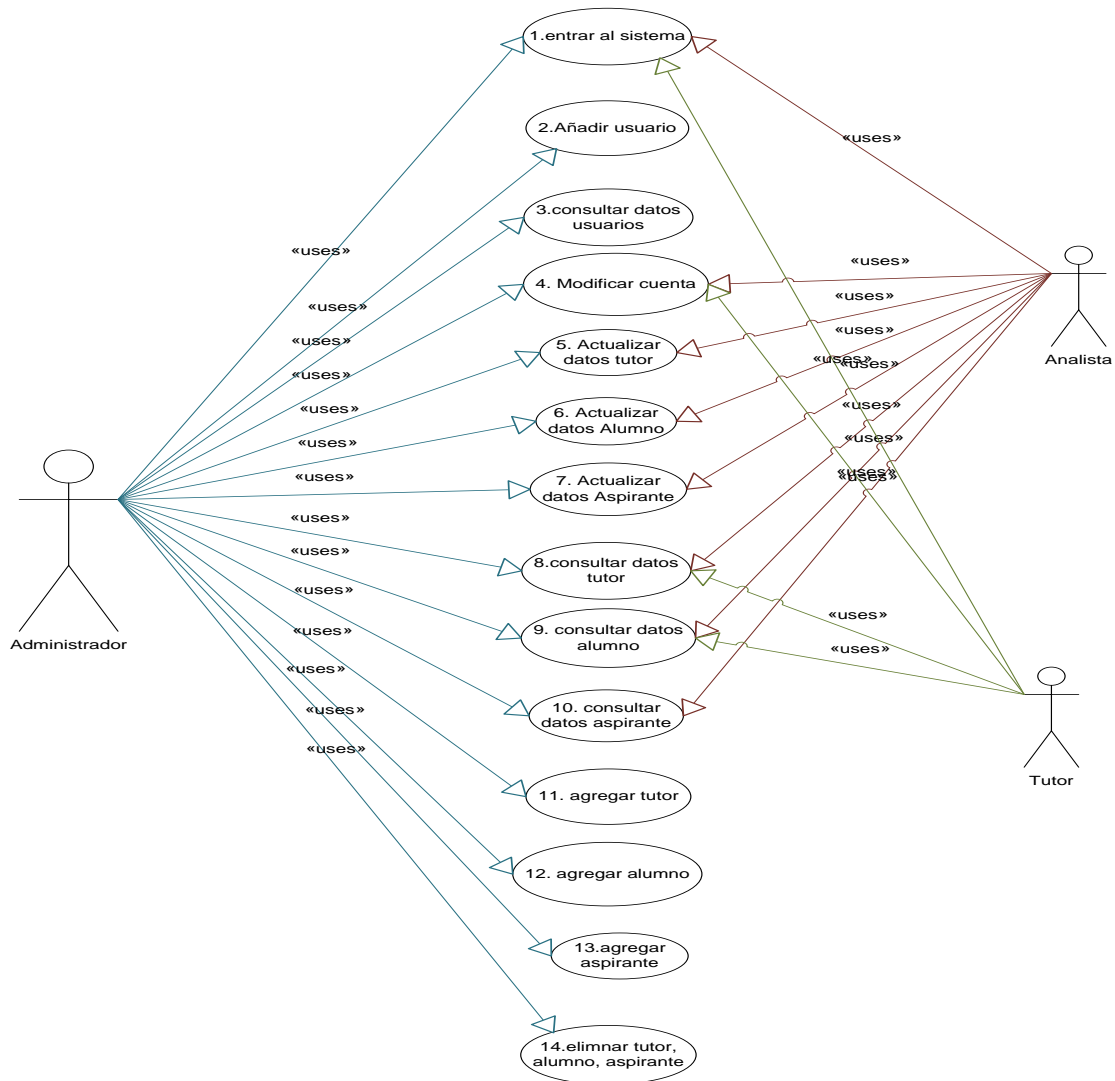 1.entrar al sistema
2.Añadir usuario
«uses»
3.consultar datos
usuarios
«uses»
«uses»
4. Modificar cuenta
«uses»
«uses»
5. Actualizar
datos tutor
«uses»
«uses»
«uses»
«uses»
Analista
«uses»
«uses»
6. Actualizar
datos Alumno
«uses»
«uses»
«uses»
7. Actualizar
datos Aspirante
«uses»
«uses»
«uses»
«uses»
«uses»
8.consultar datos
tutor
«uses»
«uses»
«uses»
9. consultar datos
alumno
Administrador
«uses»
«uses»
«uses»
10. consultar
datos aspirante
«uses»
«uses»
Tutor
11. agregar tutor
12. agregar alumno
13.agregar
aspirante
14.elimnar tutor,
alumno, aspirante